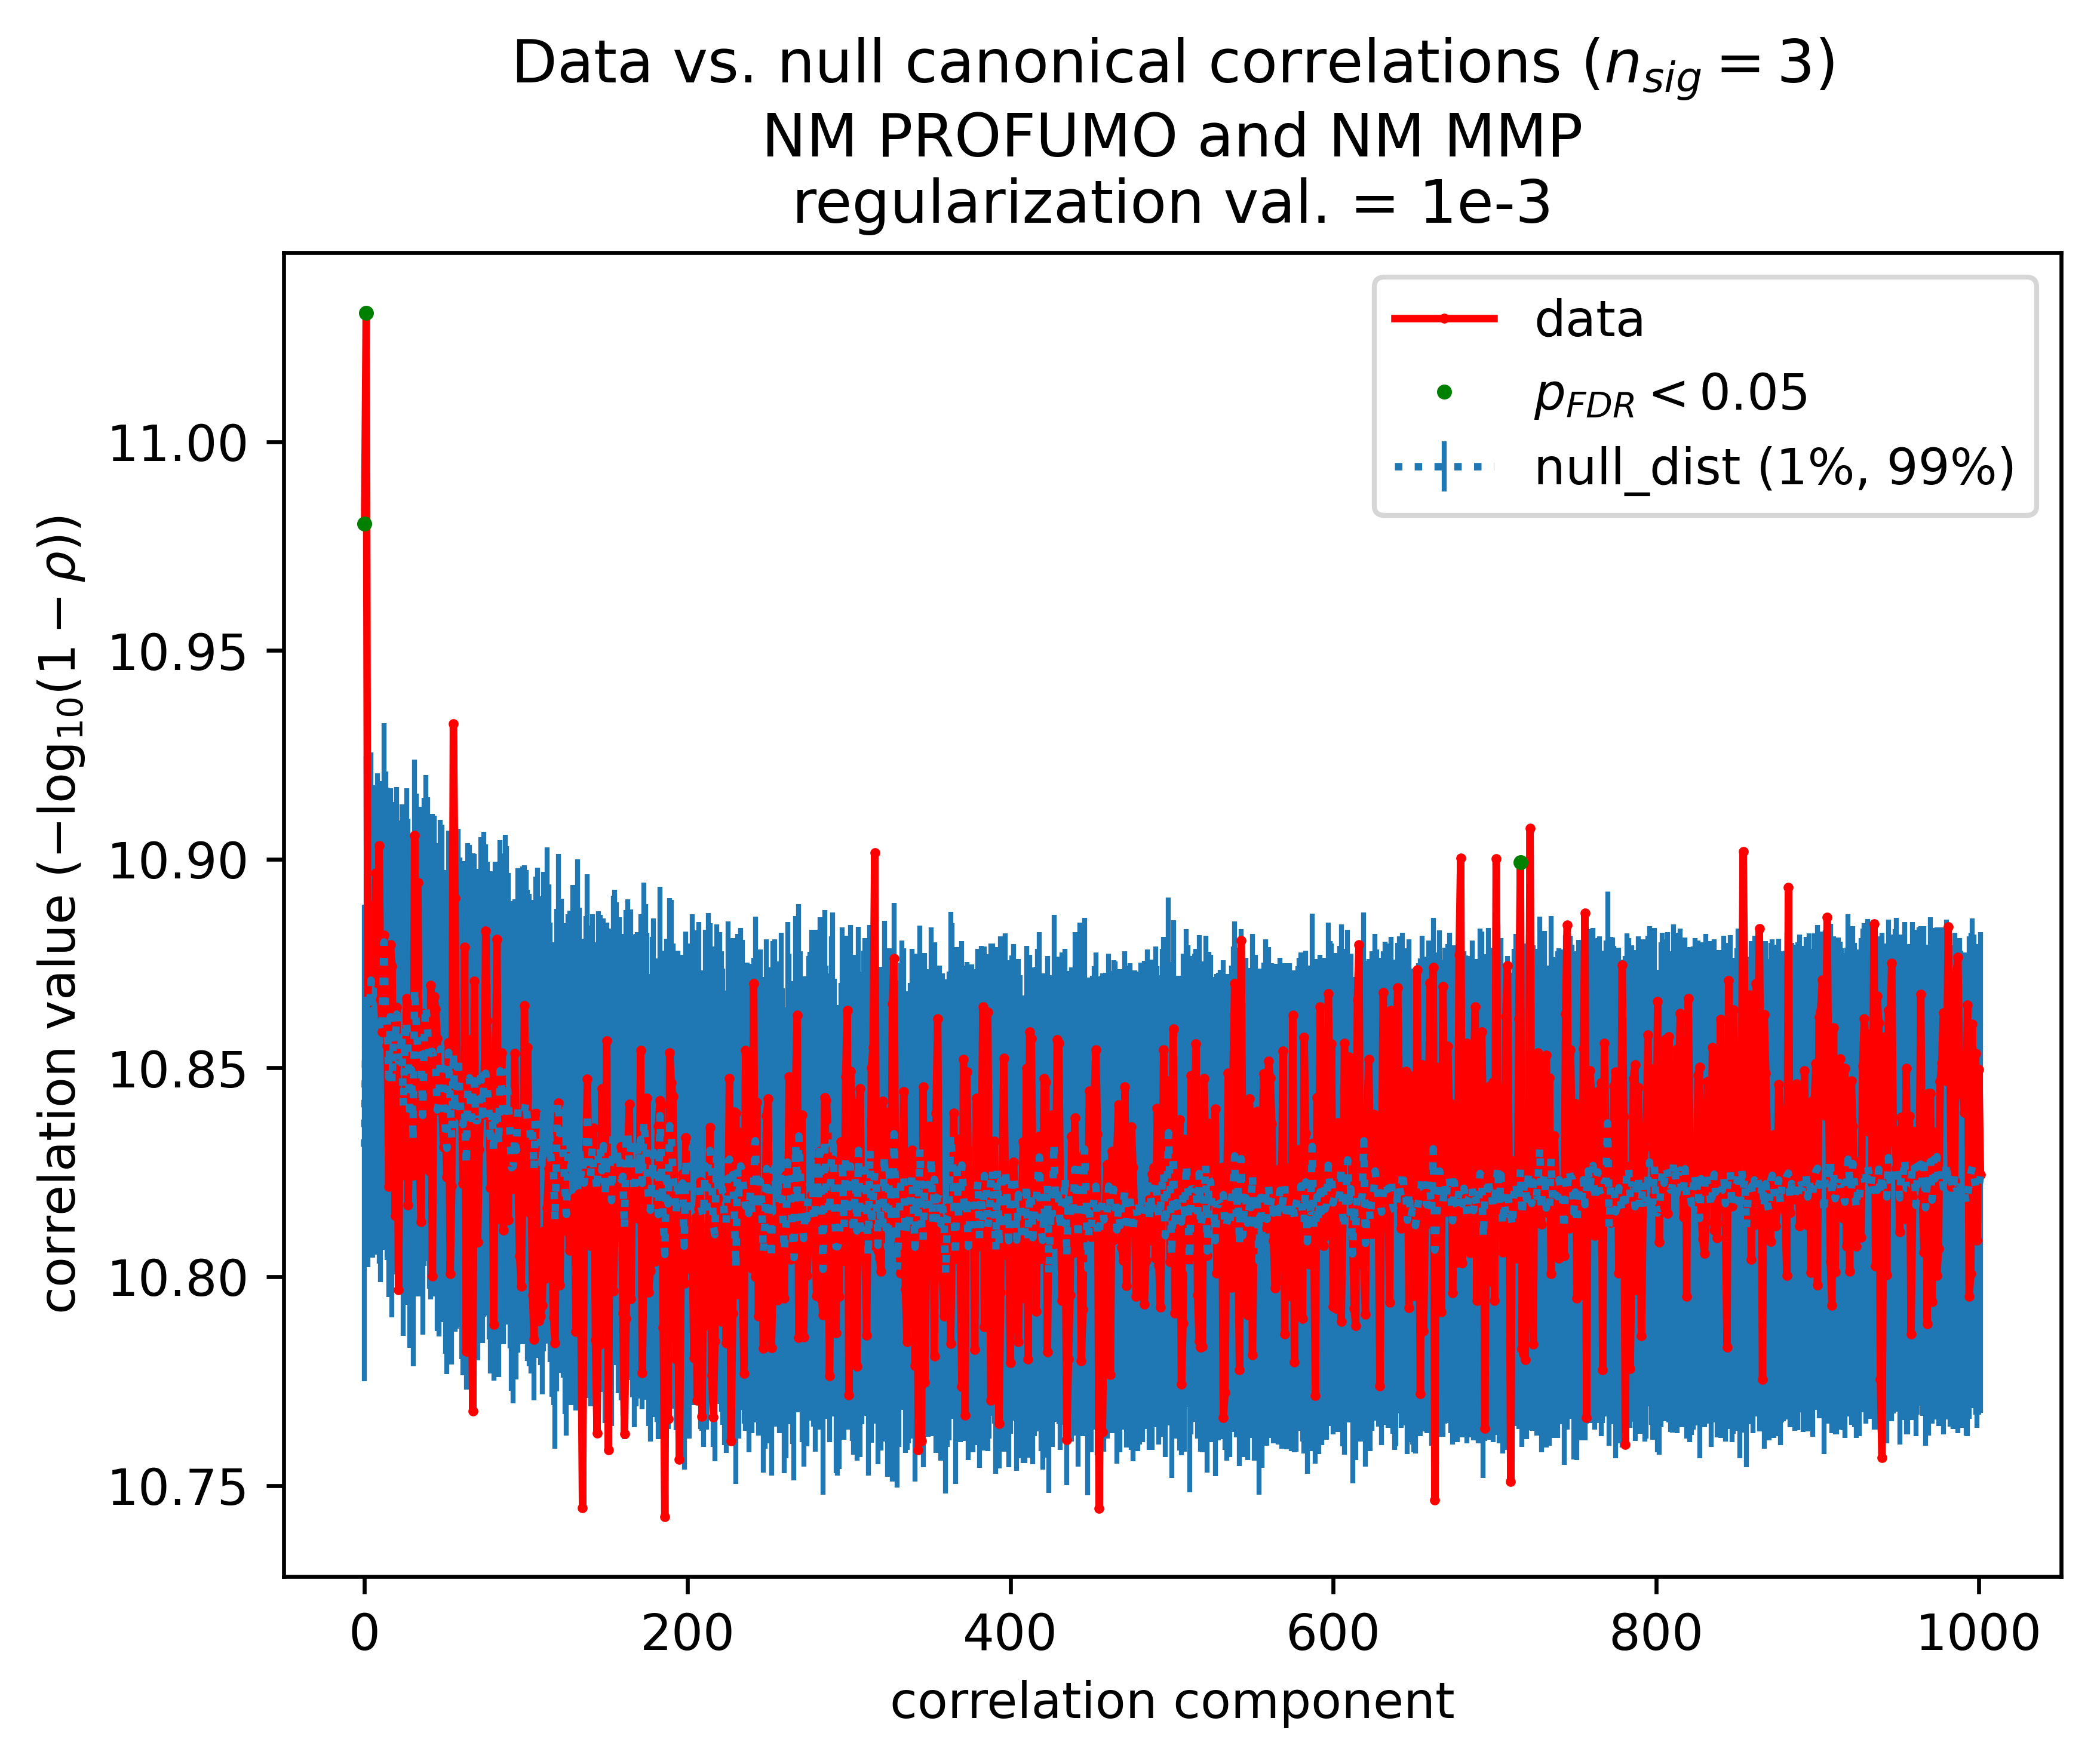 Data vs. null canonical correlations (n_sig = 3)
NM PROFUMO and NM MMP
regularization val. = 1e-3
data
p_FDR < 0.05
null_dist (1%, 99%)
correlation value (−log₁₀(1 − ρ))
11.00
10.95
10.90
10.85
10.80
10.75
0 200 400 600 800 1000
correlation component